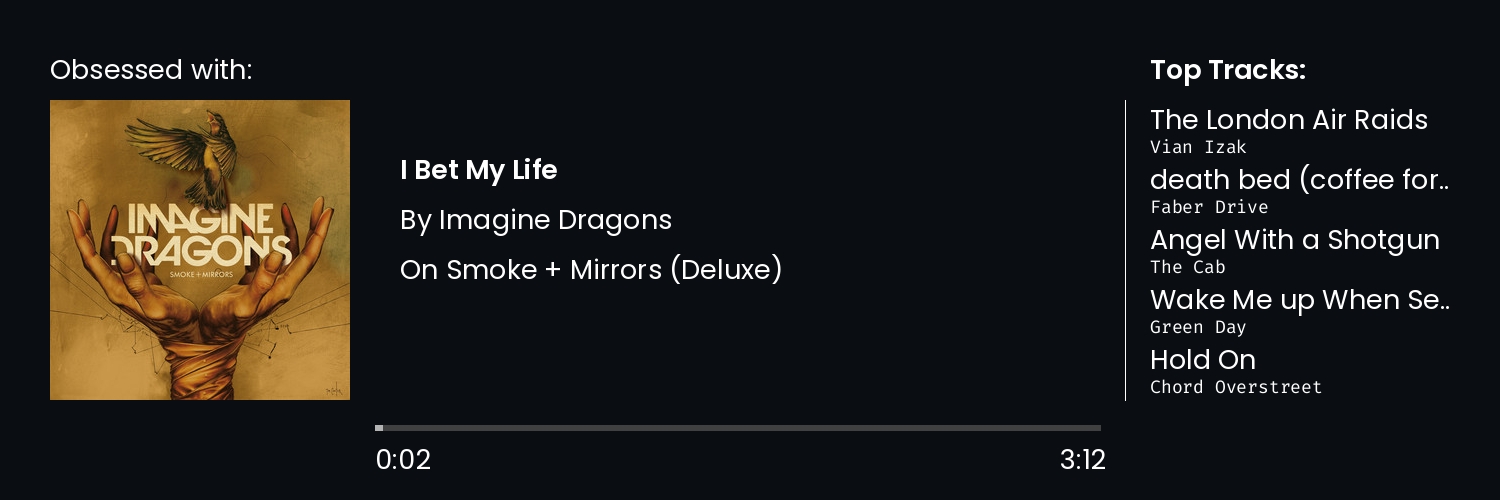 Obsessed with:
IMAGINE
DRAGONS
SMOKE + MIRRORS
I Bet My Life
By Imagine Dragons
On Smoke + Mirrors (Deluxe)
0:02
3:12
Top Tracks:
The London Air Raids
Vian Izak
death bed (coffee for..
Faber Drive
Angel With a Shotgun
The Cab
Wake Me up When Se..
Green Day
Hold On
Chord Overstreet